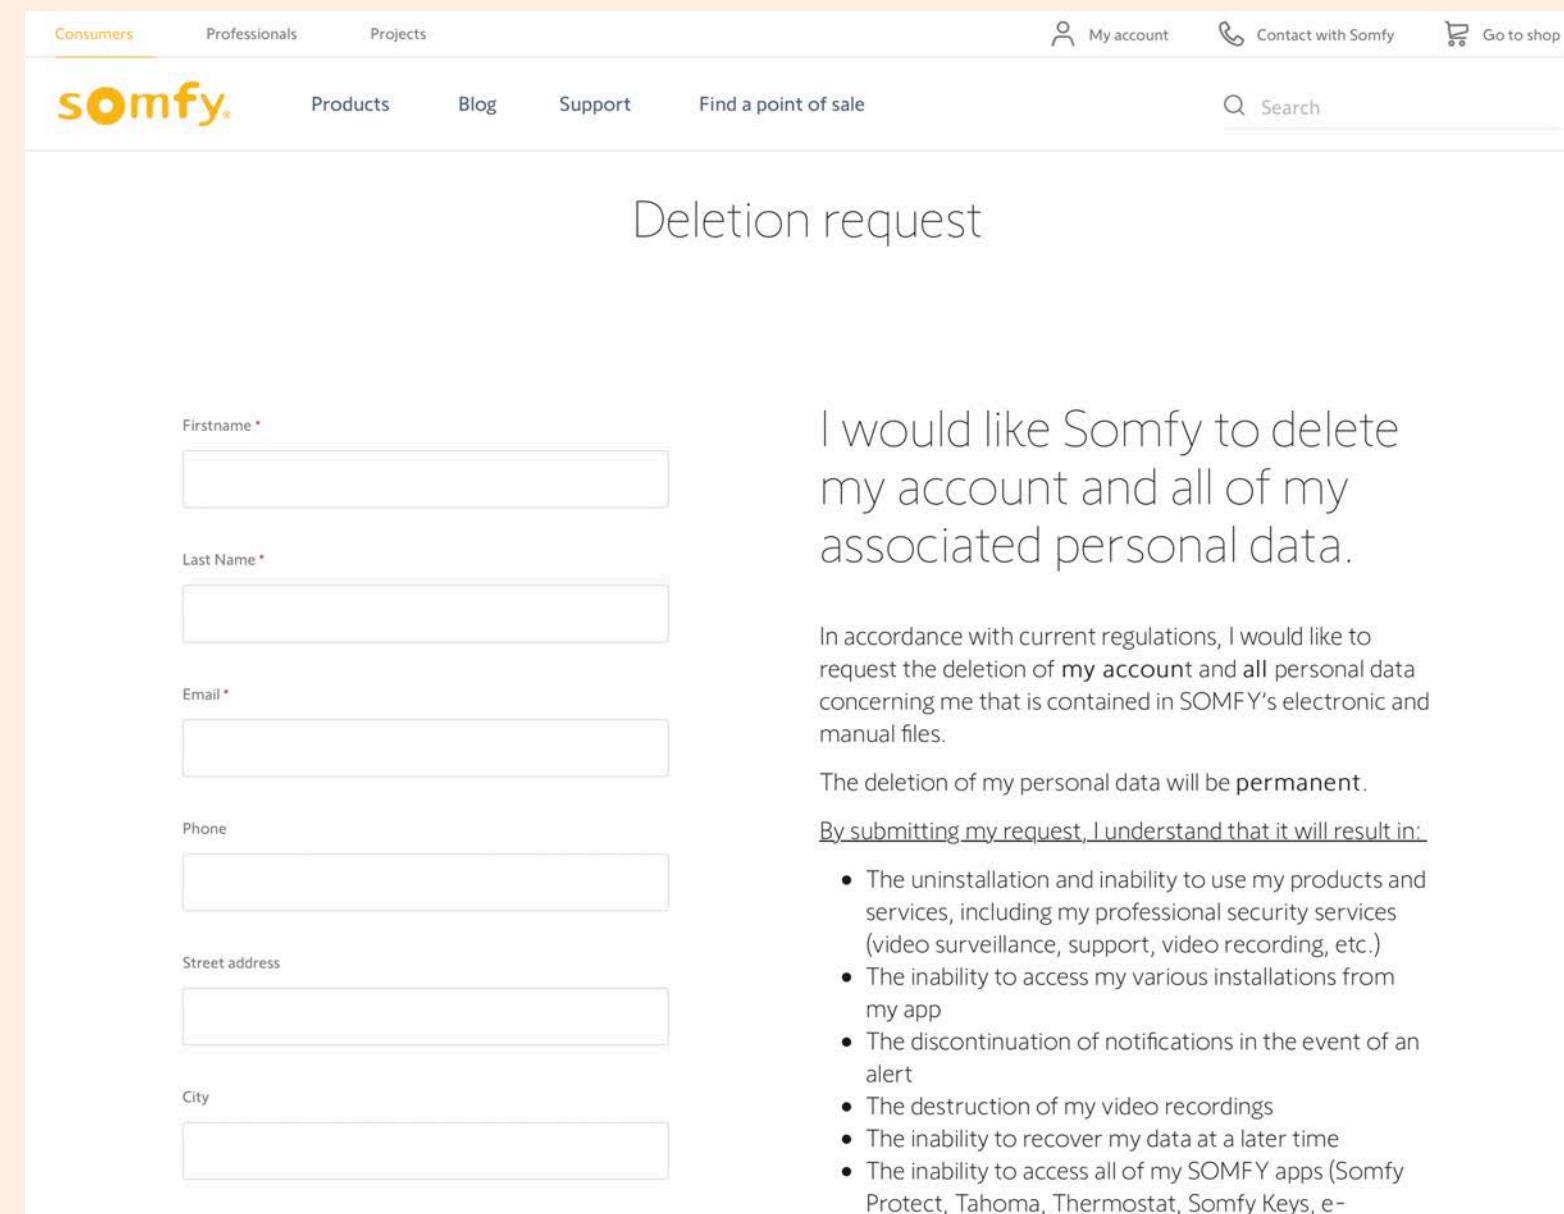 Consumers Professionals Projects My account Contact with Somfy Go to shop
somfy. Products Blog Support Find a point of sale Search
Deletion request
Firstname *
Last Name *
Email *
Phone
Street address
City
I would like Somfy to delete
my account and all of my
associated personal data.
In accordance with current regulations, I would like to
request the deletion of my account and all personal data
concerning me that is contained in SOMFY's electronic and
manual files.
The deletion of my personal data will be permanent.
By submitting my request, I understand that it will result in:
• The uninstallation and inability to use my products and
services, including my professional security services
(video surveillance, support, video recording, etc.)
• The inability to access my various installations from
my app
• The discontinuation of notifications in the event of an
alert
• The destruction of my video recordings
• The inability to recover my data at a later time
• The inability to access all of my SOMFY apps (Somfy
Protect, Tahoma, Thermostat, Somfy Keys, e-